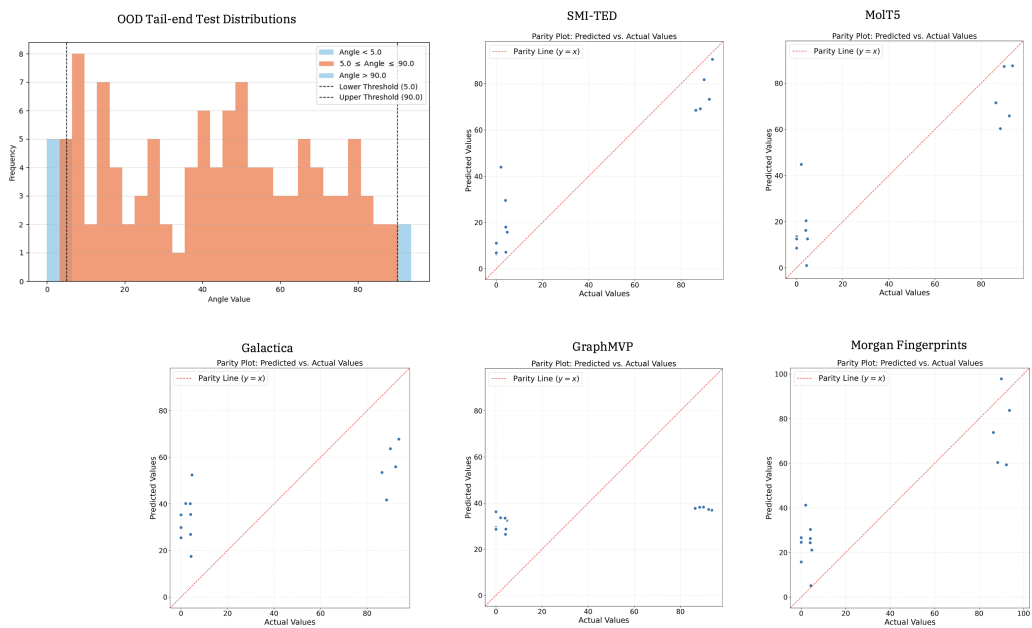 OOD Tail-end Test Distributions
Angle < 5.0
5.0 ≤ Angle ≤ 90.0
Angle > 90.0
Lower Threshold (5.0)
Upper Threshold (90.0)
Frequency
8
7
6
5
4
3
2
1
0
0 20 40 60 80
Angle Value
SMI-TED
Parity Plot: Predicted vs. Actual Values
Parity Line (y = x)
Predicted Values
80
60
40
20
0
0 20 40 60 80
Actual Values
MolT5
Parity Plot: Predicted vs. Actual Values
Parity Line (y = x)
Predicted Values
80
60
40
20
0
0 20 40 60 80
Actual Values
Galactica
Parity Plot: Predicted vs. Actual Values
Parity Line (y = x)
Predicted Values
80
60
40
20
0
0 20 40 60 80
Actual Values
GraphMVP
Parity Plot: Predicted vs. Actual Values
Parity Line (y = x)
Predicted Values
80
60
40
20
0
0 20 40 60 80
Actual Values
Morgan Fingerprints
Parity Plot: Predicted vs. Actual Values
Parity Line (y = x)
Predicted Values
100
80
60
40
20
0
0 20 40 60 80 100
Actual Values